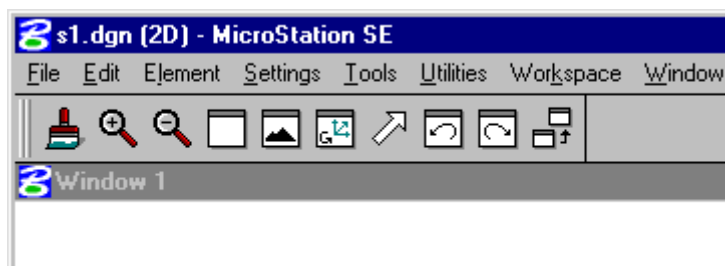 s1.dgn (2D) - MicroStation SE
File Edit Element Settings Tools Utilities Workspace Window
G
Window 1